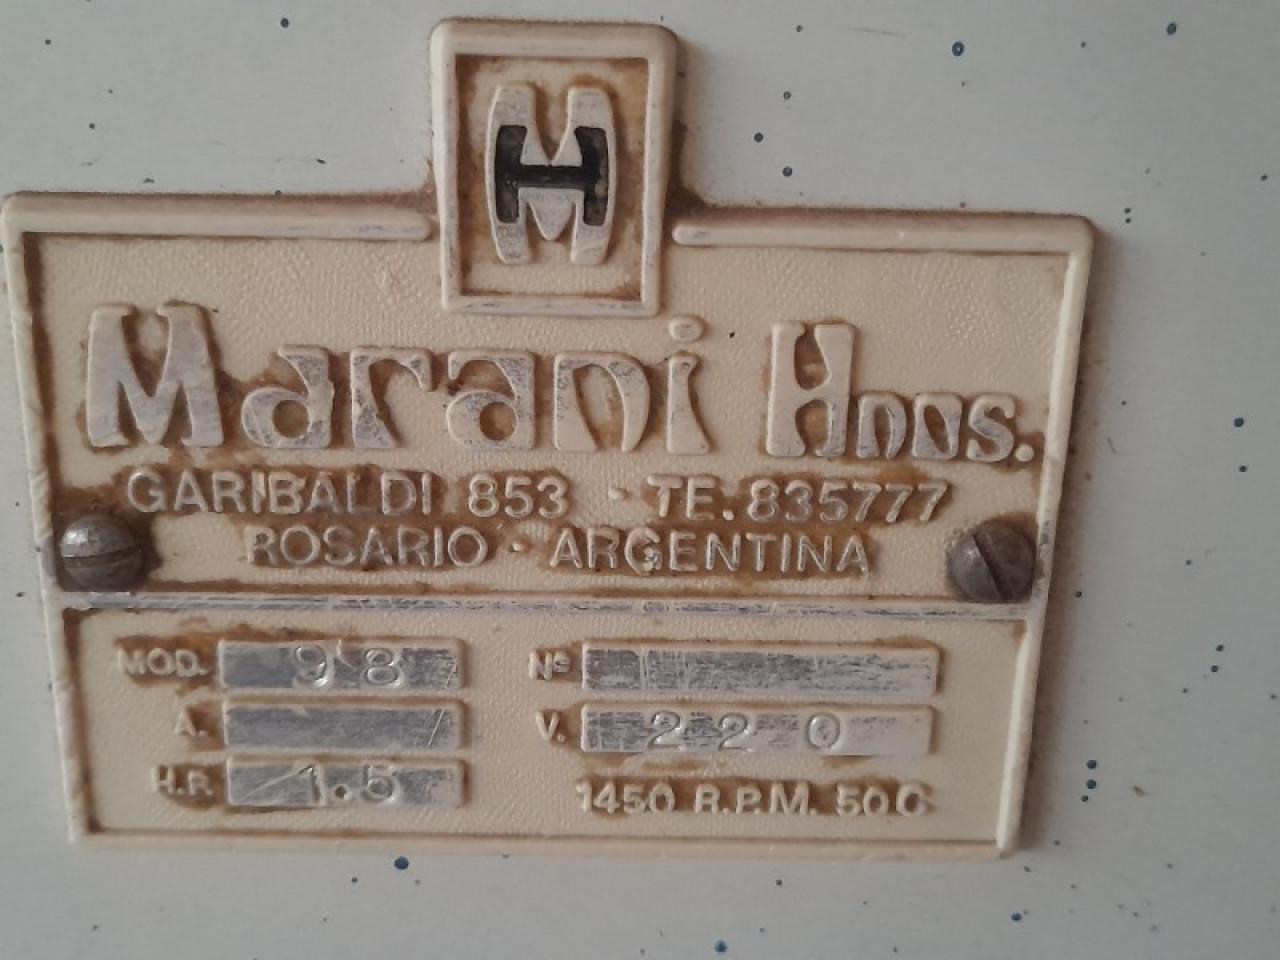 MH
Marani Hnos.
GARIBALDI 853 - TE. 835777
ROSARIO - ARGENTINA
MOD. 98 Nº
A. V. 220
H.P. 1.5 1450 R.P.M. 50C